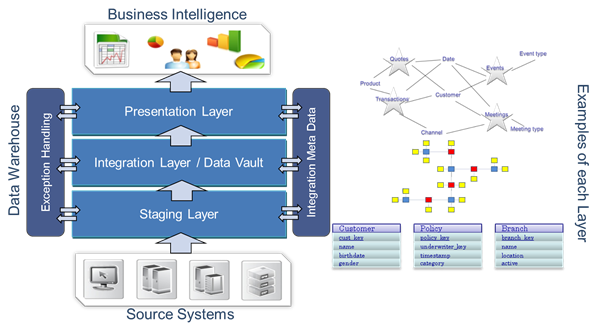 Business Intelligence
Data Warehouse
Exception Handling
Presentation Layer
Integration Layer / Data Vault
Staging Layer
Integration Meta Data
Source Systems
Quotes
Date
Event type
Events
Product
Customer
Transactions
Meetings
Channel
Meeting type
Customer
cust_key
name
birthdate
gender
Policy
policy_key
underwriter_key
timestamp
category
Branch
branch_key
name
location
active
Examples of each Layer